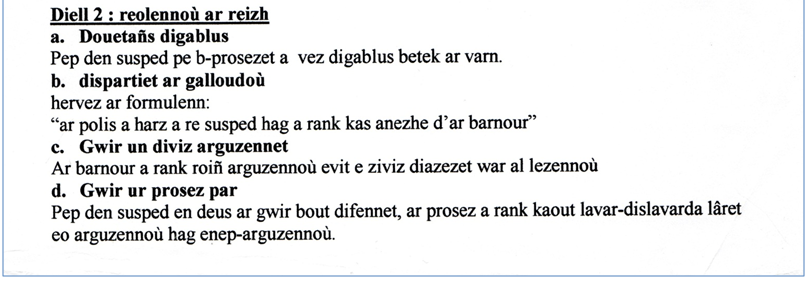 Diell 2 : reolennoù ar reizh
a. Douetañs digablus
Pep den susped pe b-prosezet a vez digablus betek ar varn.
b. dispartiet ar galloudoù
hervez ar formulenn:
“ar polis a harz a re susped hag a rank kas anezhe d’ar barnour”
c. Gwir un diviz arguzennet
Ar barnour a rank roiñ arguzennoù evit e ziviz diazezet war al lezennoù
d. Gwir ur prosez par
Pep den susped en deus ar gwir bout difennet, ar prosez a rank kaout lavar-dislavarda lâret
eo arguzennoù hag enep-arguzennoù.